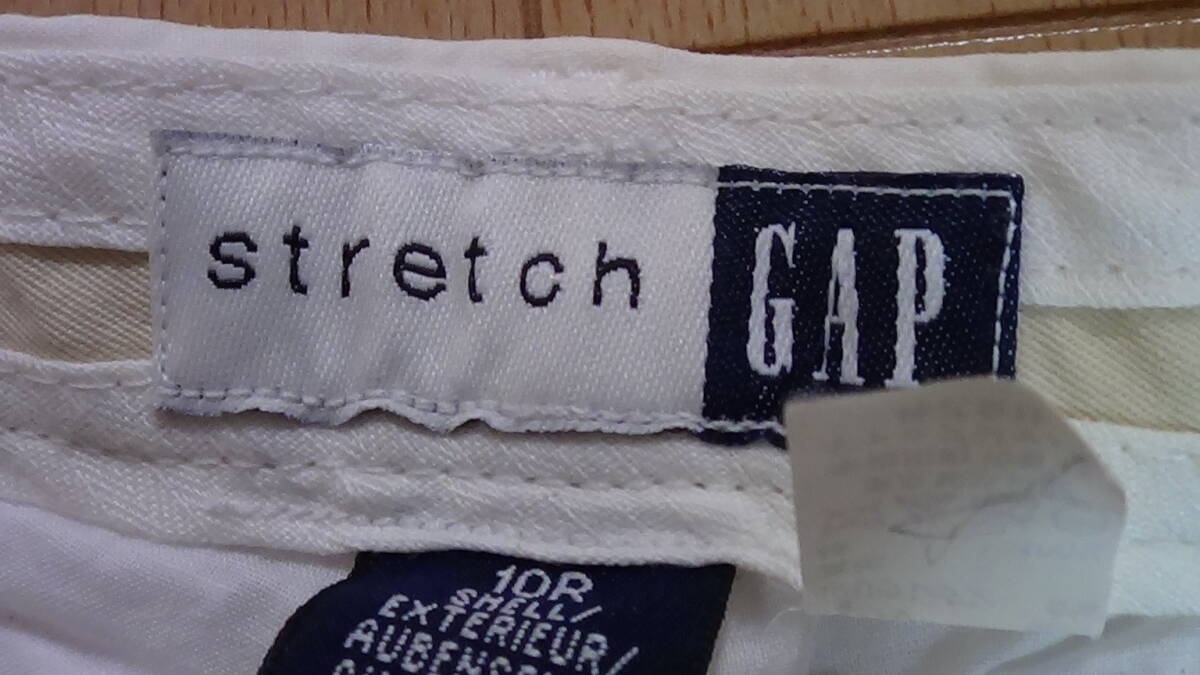 stretch GAP
10R
SHELL/
EXTERIEUR/